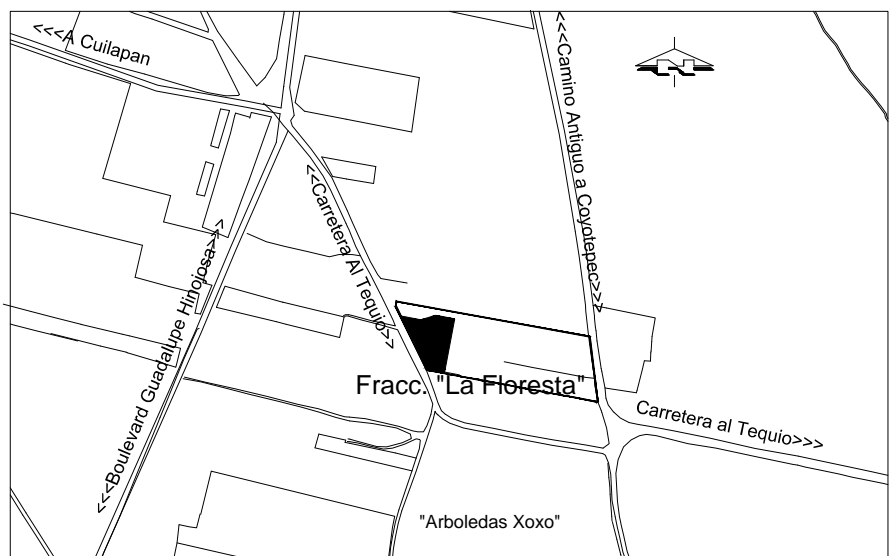 <<<A Cuilapan
<<<Camino Antiguo a Coyotepec>>>
<<Carretera Al Tequio>>
<<<Boulevard Guadalupe Hinojosa>>>
Fracc. "La Floresta"
Carretera al Tequio>>>
"Arboledas Xoxo"